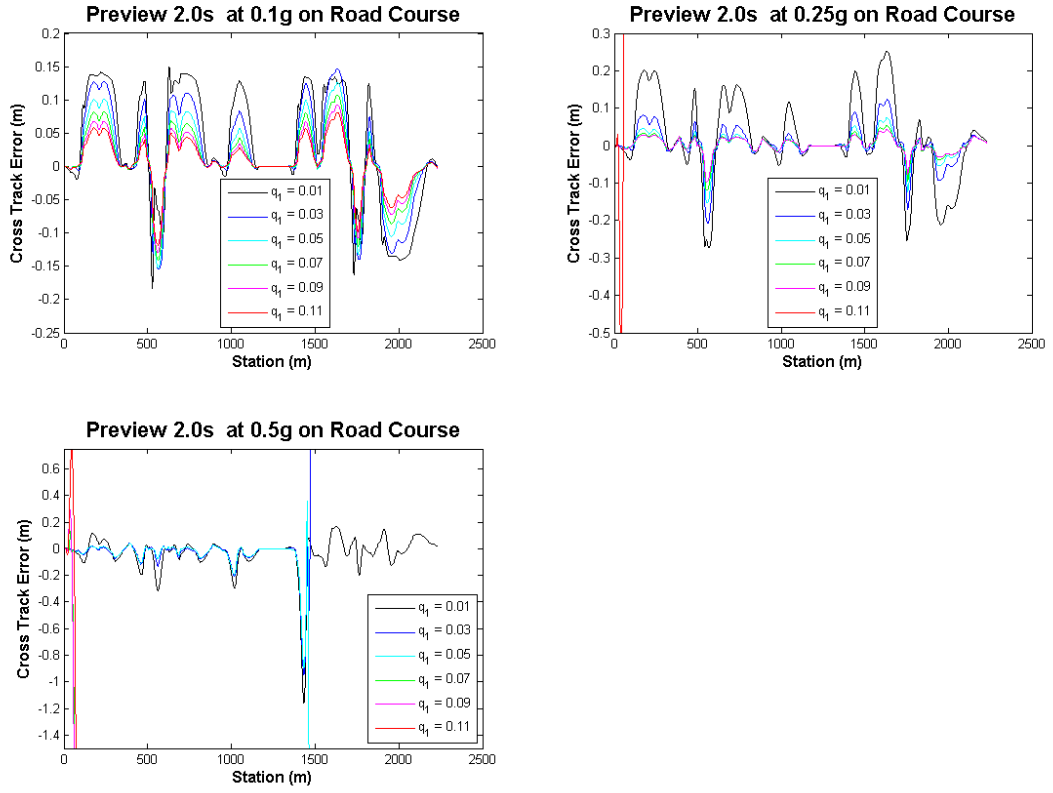 Preview 2.0s at 0.1g on Road Course
0.2
0.15
0.1
0.05
0
-0.05
-0.1
-0.15
-0.2
-0.25
Cross Track Error (m)
q1 = 0.01
q1 = 0.03
q1 = 0.05
q1 = 0.07
q1 = 0.09
q1 = 0.11
0 500 1000 1500 2000 2500
Station (m)
Preview 2.0s at 0.25g on Road Course
0.3
0.2
0.1
0
-0.1
-0.2
-0.3
-0.4
-0.5
Cross Track Error (m)
q1 = 0.01
q1 = 0.03
q1 = 0.05
q1 = 0.07
q1 = 0.09
q1 = 0.11
0 500 1000 1500 2000 2500
Station (m)
Preview 2.0s at 0.5g on Road Course
0.6
0.4
0.2
0
-0.2
-0.4
-0.6
-0.8
-1
-1.2
-1.4
Cross Track Error (m)
q1 = 0.01
q1 = 0.03
q1 = 0.05
q1 = 0.07
q1 = 0.09
q1 = 0.11
0 500 1000 1500 2000 2500
Station (m)